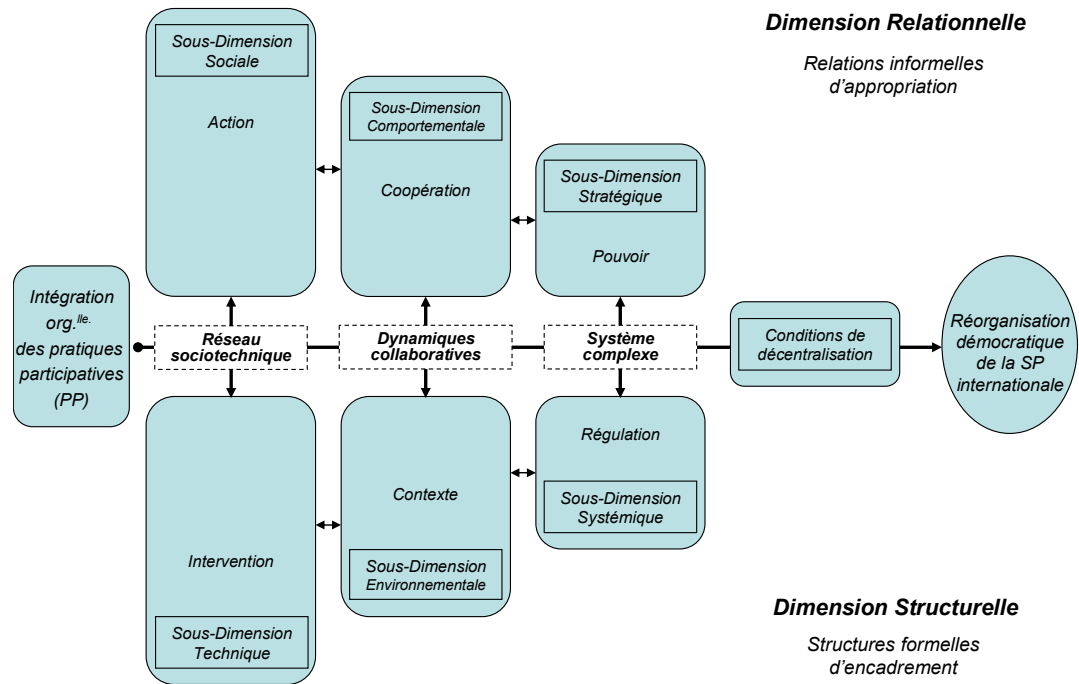 Dimension Relationnelle
Relations informelles
d'appropriation
Sous-Dimension
Sociale
Action
Sous-Dimension
Comportementale
Coopération
Sous-Dimension
Stratégique
Pouvoir
Intégration
org.lle.
des pratiques
participatives
(PP)
Réseau
sociotechnique
Dynamiques
collaboratives
Système
complexe
Conditions de
décentralisation
Réorganisation
démocratique
de la SP
internationale
Intervention
Sous-Dimension
Technique
Contexte
Sous-Dimension
Environnementale
Régulation
Sous-Dimension
Systémique
Dimension Structurelle
Structures formelles
d'encadrement